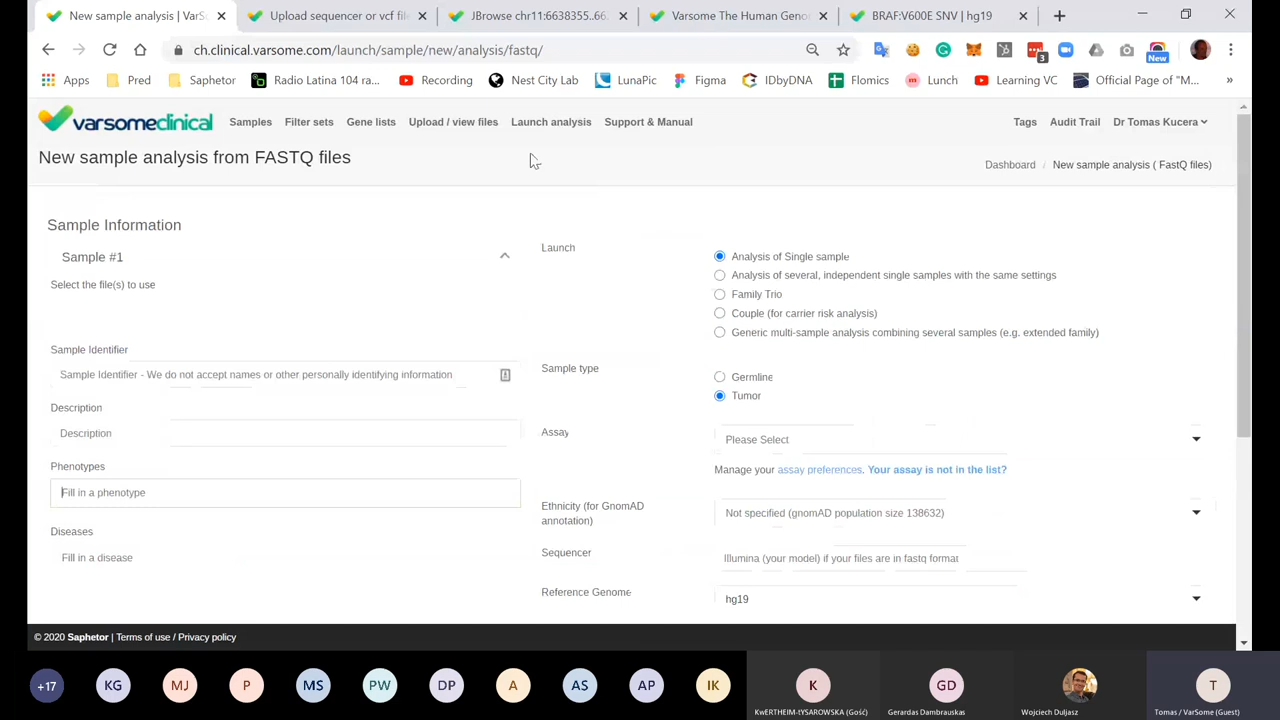 New sample analysis | VarS
Upload sequencer or vcf file
JBrowse chr11:6638355..66
Varsome The Human Geno
BRAF:V600E SNV | hg19
ch.clinical.varsome.com/launch/sample/new/analysis/fastq/
3
New
Apps
Pred
Saphetor
Radio Latina 104 ra...
Recording
Nest City Lab
LunaPic
Figma
IDbyDNA
Flomics
Lunch
Learning VC
Official Page of "M...
»
varsomeclinical
Samples
Filter sets
Gene lists
Upload / view files
Launch analysis
Support & Manual
Tags
Audit Trail
Dr Tomas Kucera
New sample analysis from FASTQ files
Dashboard / New sample analysis ( FastQ files)
Sample Information
Sample #1
Select the file(s) to use
Sample Identifier
Sample Identifier - We do not accept names or other personally identifying information
Description
Description
Phenotypes
Fill in a phenotype
Diseases
Fill in a disease
Launch
Analysis of Single sample
Analysis of several, independent single samples with the same settings
Family Trio
Couple (for carrier risk analysis)
Generic multi-sample analysis combining several samples (e.g. extended family)
Sample type
Germline
Tumor
Assay
Please Select
Manage your assay preferences. Your assay is not in the list?
Ethnicity (for GnomAD
annotation)
Not specified (gnomAD population size 138632)
Sequencer
Illumina (your model) if your files are in fastq format
Reference Genome
hg19
© 2020 Saphetor | Terms of use / Privacy policy
+17
KG
MJ
P
MS
PW
DP
A
AS
AP
IK
K
KwERTHEIM-tYSAROWSKA (Gość)
GD
Gerardas Dambrauskas
Wojciech Duljasz
T
Tomas / VarSome (Guest)